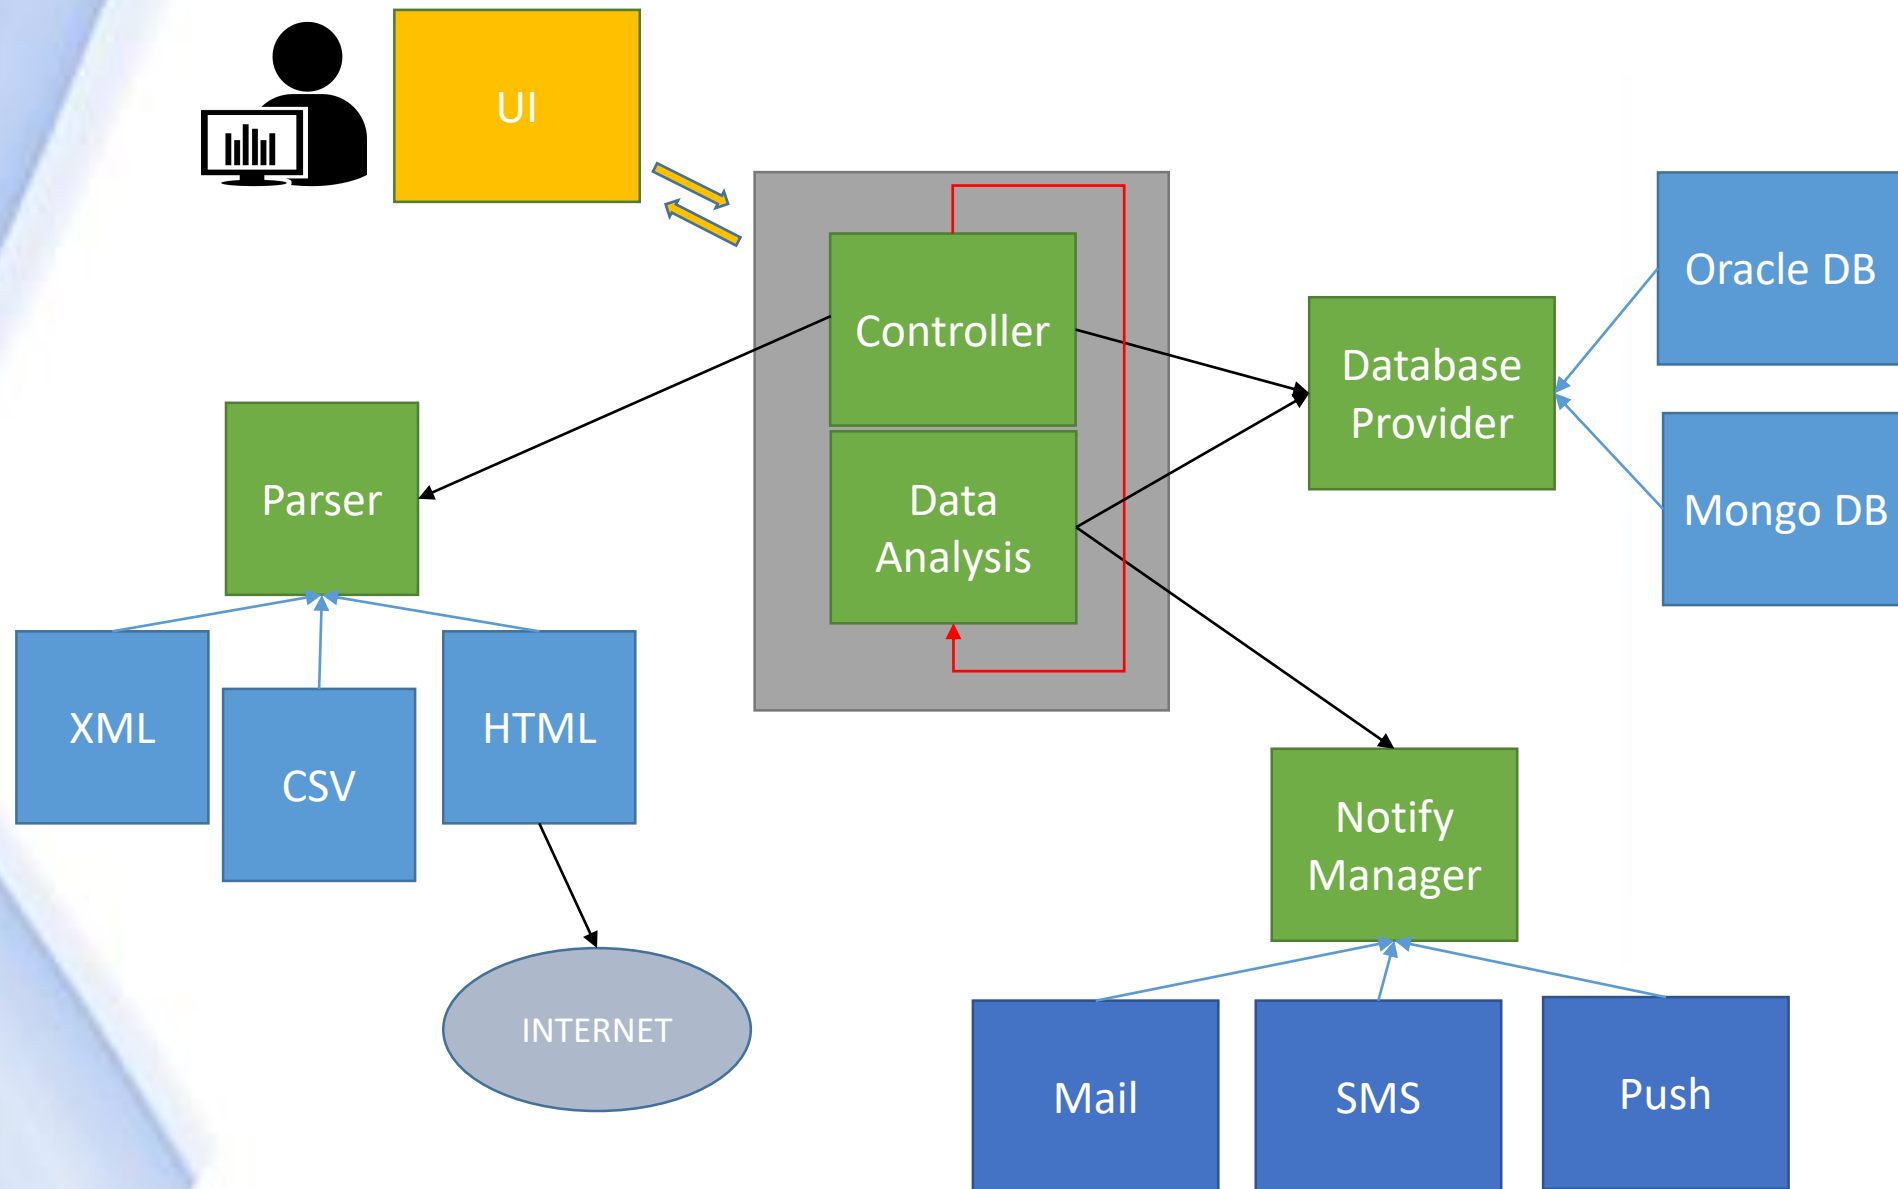 UI
Controller
Oracle DB
Database
Provider
Parser
Data
Analysis
Mongo DB
XML
CSV
HTML
Notify
Manager
INTERNET
Mail
SMS
Push